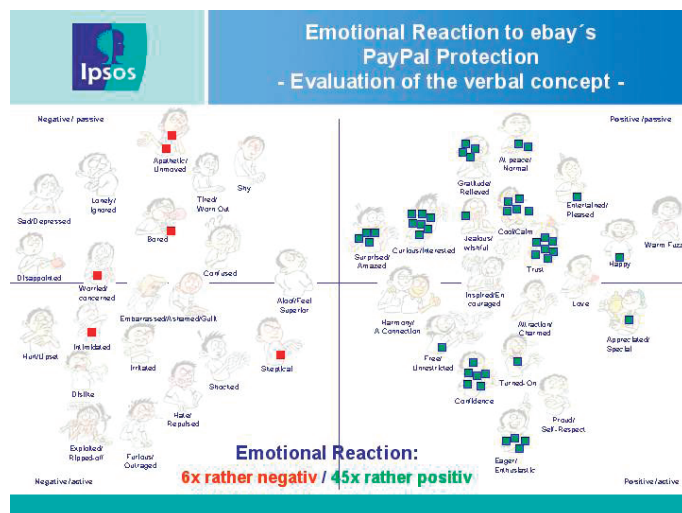 Ipsos
Emotional Reaction to ebay´s
PayPal Protection
- Evaluation of the verbal concept -
Negative / passive
Positive / passive
Apathetic/
Unmoved
Lonely/
Ignored
Tired/
Worn Out
Shy
Sad/Depressed
Bored
Confused
Disappointed
Worried/
concerned
Embarrassed/Ashamed/Guilt
Aloof/Feel
Superior
Hurt/Upset
Intimidated
Irritated
Shocked
Skeptical
Dislike
Hate/
Repulsed
Exploited/
Ripped-off
Furious/
Outraged
Gratitude/
Relieved
At peace/
Normal
Entertained/
Pleased
Surprised/
Amazed
Curious/Interested
Jealous/
wishful
Cool/Calm
Trust
Happy
Warm Fuzz
Harmony/
A Connection
Inspired/En
couraged
Attraction/
Charmed
Love
Appreciated/
Special
Free/
Unrestricted
Confidence
Turned-On
Proud/
Self-Respect
Eager/
Enthusiastic
Emotional Reaction:
6x rather negativ / 45x rather positiv
Negative/active
Positive/active